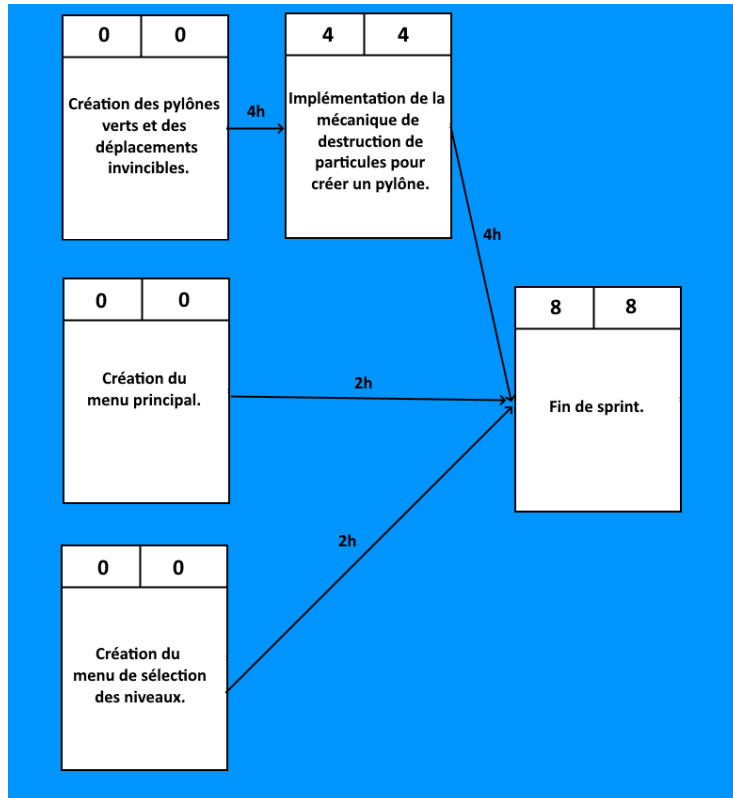 0 0
Création des pylônes
verts et des
déplacements
invincibles.
4h
4 4
Implémentation de la
mécanique de
destruction de
particules pour
créer un pylône.
4h
0 0
Création du
menu principal.
2h
8 8
Fin de sprint.
0 0
Création du
menu de sélection
des niveaux.
2h